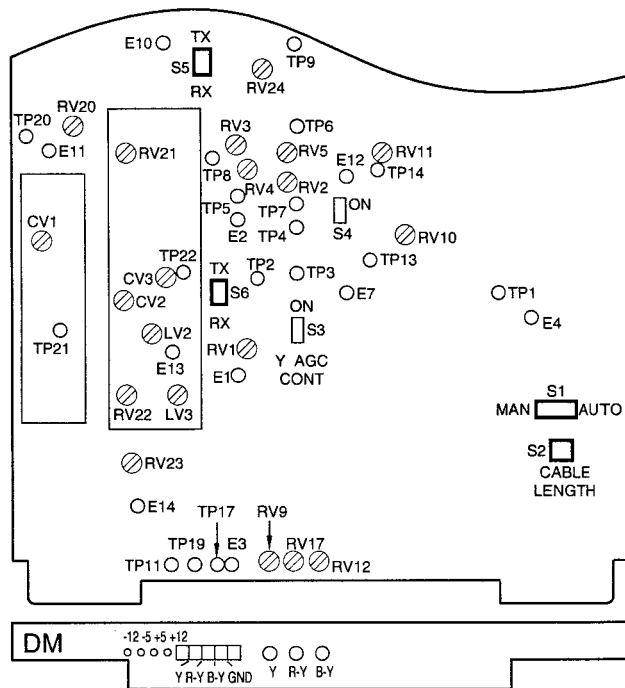 TX
E10
S5
TP9
RV24
RX
RV20
TP20
E11
RV3
TP6
RV21
RV5
E12
RV11
TP8
TP14
RV4
RV2
TP5
TP7
ON
CV1
E2
TP4
S4
RV10
TP22
TX
TP2
TP13
CV3
TP3
CV2
S6
ON
E7
TP1
LV2
RX
S3
E4
TP21
E13
RV1
Y AGC
CONT
E1
RV22
LV3
S1
MAN
AUTO
S2
CABLE
LENGTH
RV23
E14
TP17
RV9
TP19
E3
RV17
TP11
RV12
DM
-12 -5 +5 +12
Y R-Y B-Y GND
Y R-Y B-Y